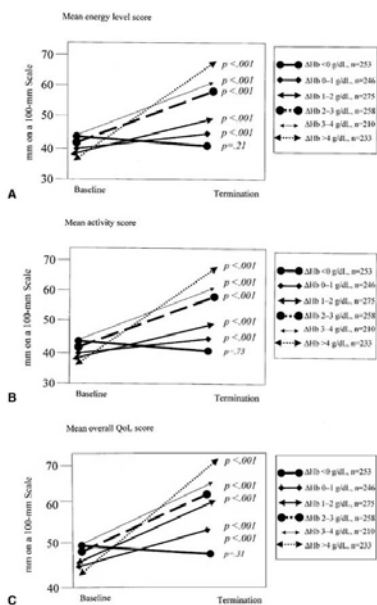 Mean energy level score
mm on a 100-mm Scale
70
60
50
40
30
Baseline
Termination
p <.001
p <.001
p <.001
p <.001
p <.001
p=.21
ΔHb <0 g/dL, n=253
ΔHb 0–1 g/dL, n=246
ΔHb 1–2 g/dL, n=275
ΔHb 2–3 g/dL, n=258
ΔHb 3–4 g/dL, n=210
ΔHb >4 g/dL, n=233
A
Mean activity score
mm on a 100-mm Scale
70
60
50
40
30
Baseline
Termination
p <.001
p <.001
p <.001
p <.001
p <.001
p=.73
ΔHb <0 g/dL, n=253
ΔHb 0–1 g/dL, n=246
ΔHb 1–2 g/dL, n=275
ΔHb 2–3 g/dL, n=258
ΔHb 3–4 g/dL, n=210
ΔHb >4 g/dL, n=233
B
Mean overall QoL score
mm on a 100-mm Scale
70
60
50
40
Baseline
Termination
p <.001
p <.001
p <.001
p <.001
p <.001
p=.31
ΔHb <0 g/dL, n=253
ΔHb 0–1 g/dL, n=246
ΔHb 1–2 g/dL, n=275
ΔHb 2–3 g/dL, n=258
ΔHb 3–4 g/dL, n=210
ΔHb >4 g/dL, n=233
C